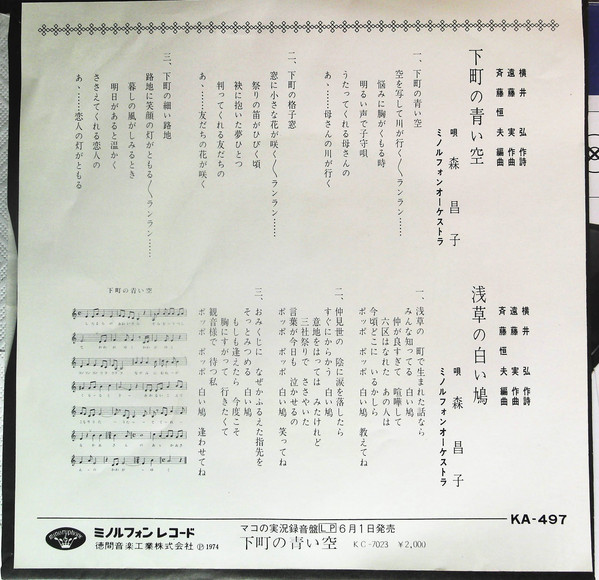 下町の青い空
横井 弘 作詩
遠藤 実 作曲
斉藤恒夫 編曲
唄 森 昌 子
ミノルフォンオーケストラ
一、下町の青い空
空を写して川が行く
悩みに胸がくもる時
明るい声で子守唄
うたってくれる母さんの
あゝ……母さんの川が行く
二、下町の格子窓
窓に小さな花が咲く〱ランラン……
祭りの笛がひびく頃
袂に抱いた夢ひとつ
判ってくれる友だちの
あゝ……友だちの花が咲く
三、下町の細い路地
路地に笑顔の灯がともる〱ランラン……
暮しの風がしみるとき
明日があると温かく
ささえてくれる恋人の
あゝ……恋人の灯がともる
浅草の白い鳩
横井 弘 作詩
遠藤 実 作曲
斉藤恒夫 編曲
唄 森 昌 子
ミノルフォンオーケストラ
一、浅草の 町で生まれた話なら
みんな知ってる 白い鳩
仲が良すぎて 喧嘩して
六区はなれた あの人は
今頃どこに いるかしら
ポッポ ポッポ 白い鳩 教えてね
二、仲見世の 陰に涙を落したら
すぐにからかう 白い鳩
意地をはっては みたけれど
三社祭りで ささやいた
言葉が今日も 泣かせるの
ポッポ ポッポ 白い鳩 笑ってね
三、おみくじに なぜかふるえた指先を
そっとみつめる 白い鳩
もしも逢えたら 今度こそ
胸にすがって 行きたくて
観音様で 待つ私
ポッポ ポッポ 白い鳩 逢わせてね
下町の青い空
KA-497
minoruphone
ミノルフォン レコード
徳間音楽工業株式会社 Ⓟ1974
マコの実況録音盤[LP]6月1日発売
下町の青い空 KC-7023 ¥2,000